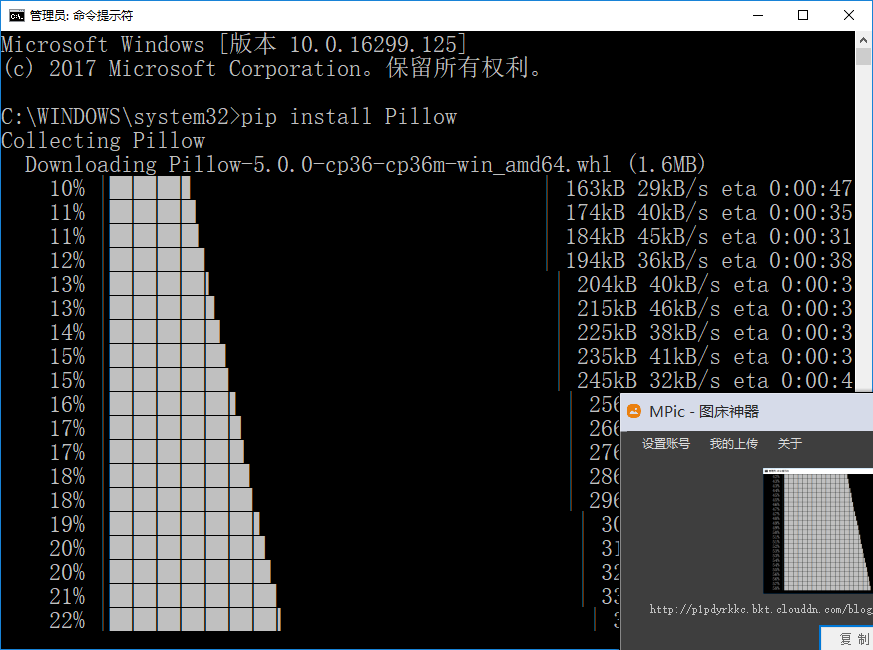 管理员: 命令提示符
Microsoft Windows [版本 10.0.16299.125]
(c) 2017 Microsoft Corporation。保留所有权利。
C:\WINDOWS\system32>pip install Pillow
Collecting Pillow
Downloading Pillow-5.0.0-cp36-cp36m-win_amd64.whl (1.6MB)
10% 163kB 29kB/s eta 0:00:47
11% 174kB 40kB/s eta 0:00:35
11% 184kB 45kB/s eta 0:00:31
12% 194kB 36kB/s eta 0:00:38
13% 204kB 40kB/s eta 0:00:3
13% 215kB 46kB/s eta 0:00:3
14% 225kB 38kB/s eta 0:00:3
15% 235kB 41kB/s eta 0:00:3
15% 245kB 32kB/s eta 0:00:4
16% 256
17% 266
17% 276
18% 286
18% 296
19% 30
20% 31
20% 32
21% 33
22%
MPic - 图床神器
设置账号 我的上传 关于
http://p1pdyrkkc.bkt.clouddn.com/blog
复 制